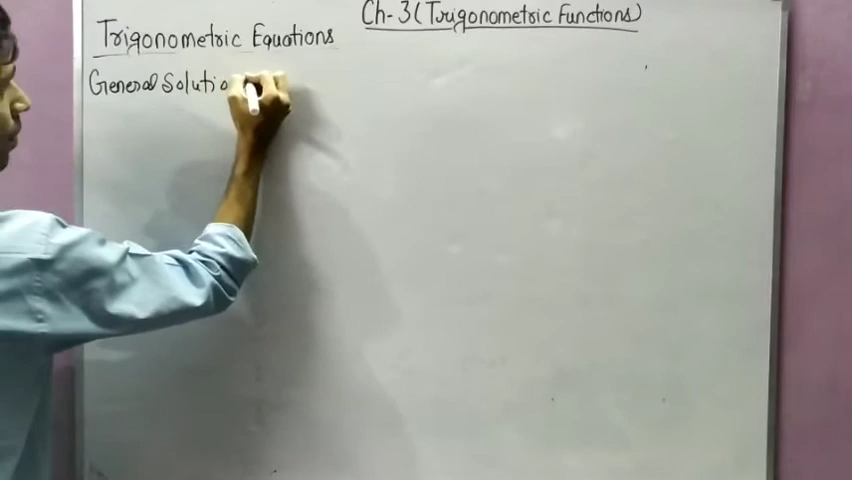 Ch-3(Trigonometric Functions)
Trigonometric Equations
General Solutio